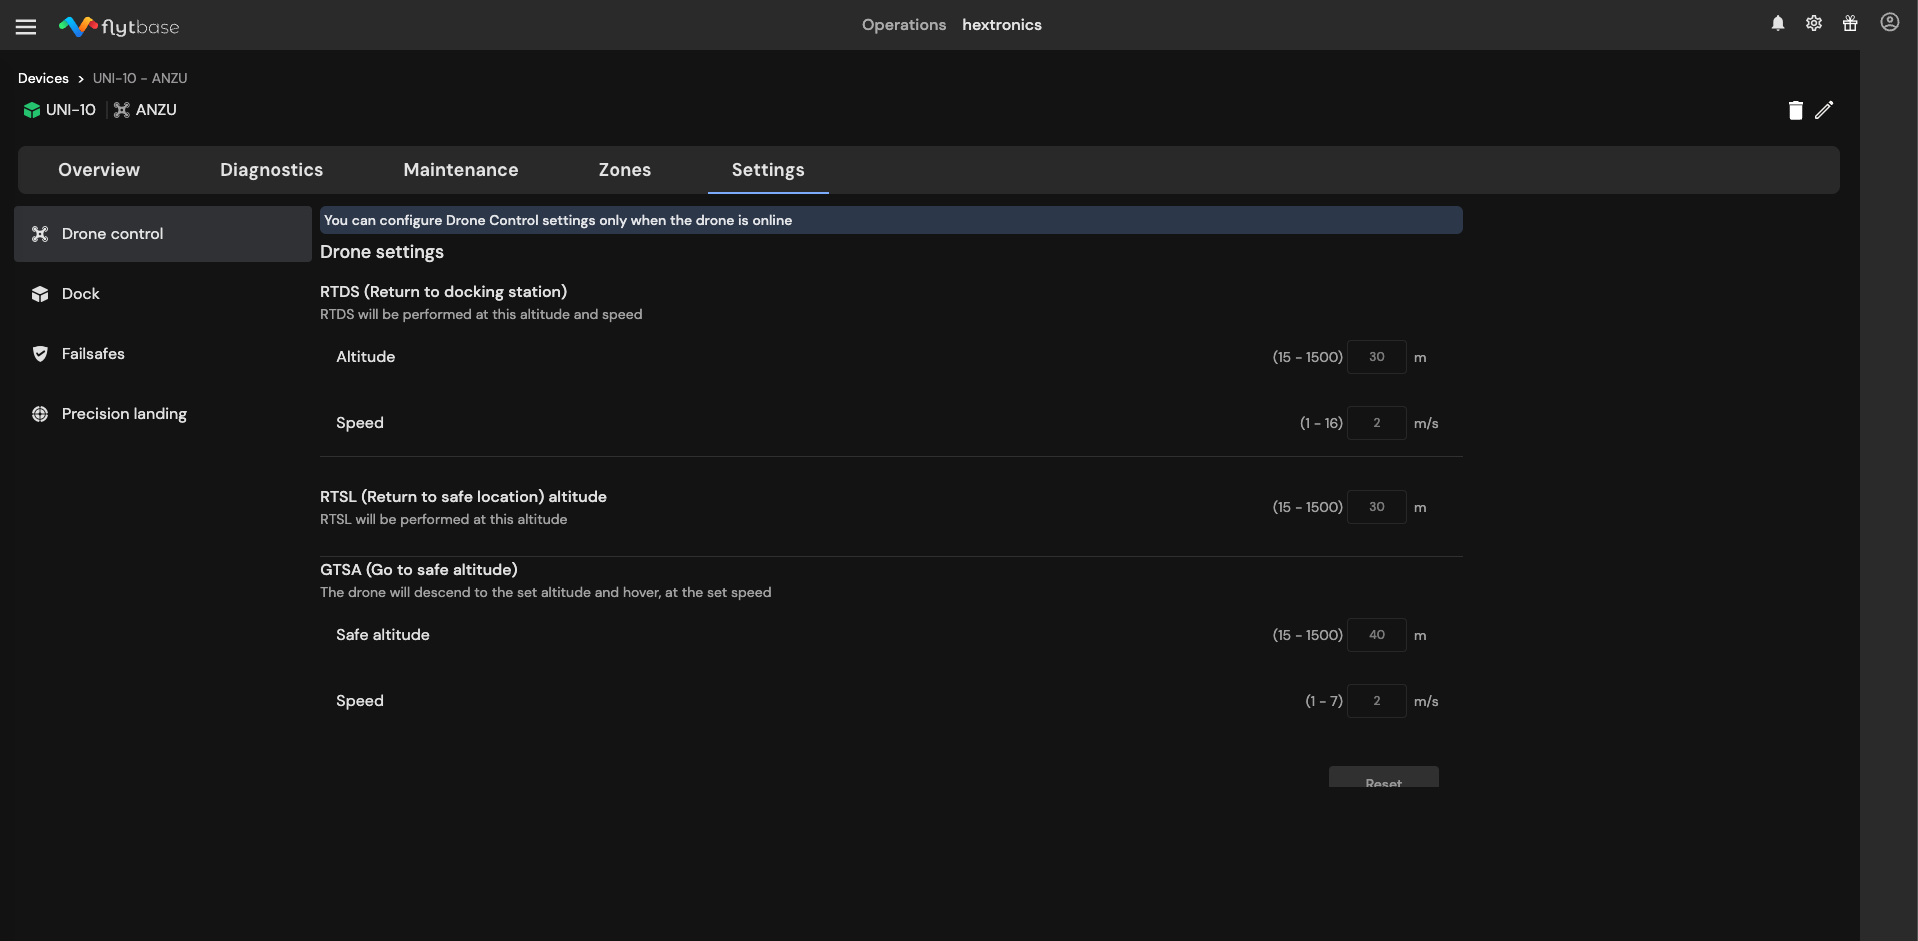 flytbase
Operations hextronics
Devices > UNI-10 - ANZU
UNI-10 ANZU
Overview Diagnostics Maintenance Zones Settings
Drone control
Dock
Failsafes
Precision landing
You can configure Drone Control settings only when the drone is online
Drone settings
RTDS (Return to docking station)
RTDS will be performed at this altitude and speed
Altitude (15 - 1500) 30 m
Speed (1 - 16) 2 m/s
RTSL (Return to safe location) altitude
RTSL will be performed at this altitude
(15 - 1500) 30 m
GTSA (Go to safe altitude)
The drone will descend to the set altitude and hover, at the set speed
Safe altitude (15 - 1500) 40 m
Speed (1 - 7) 2 m/s
Reset